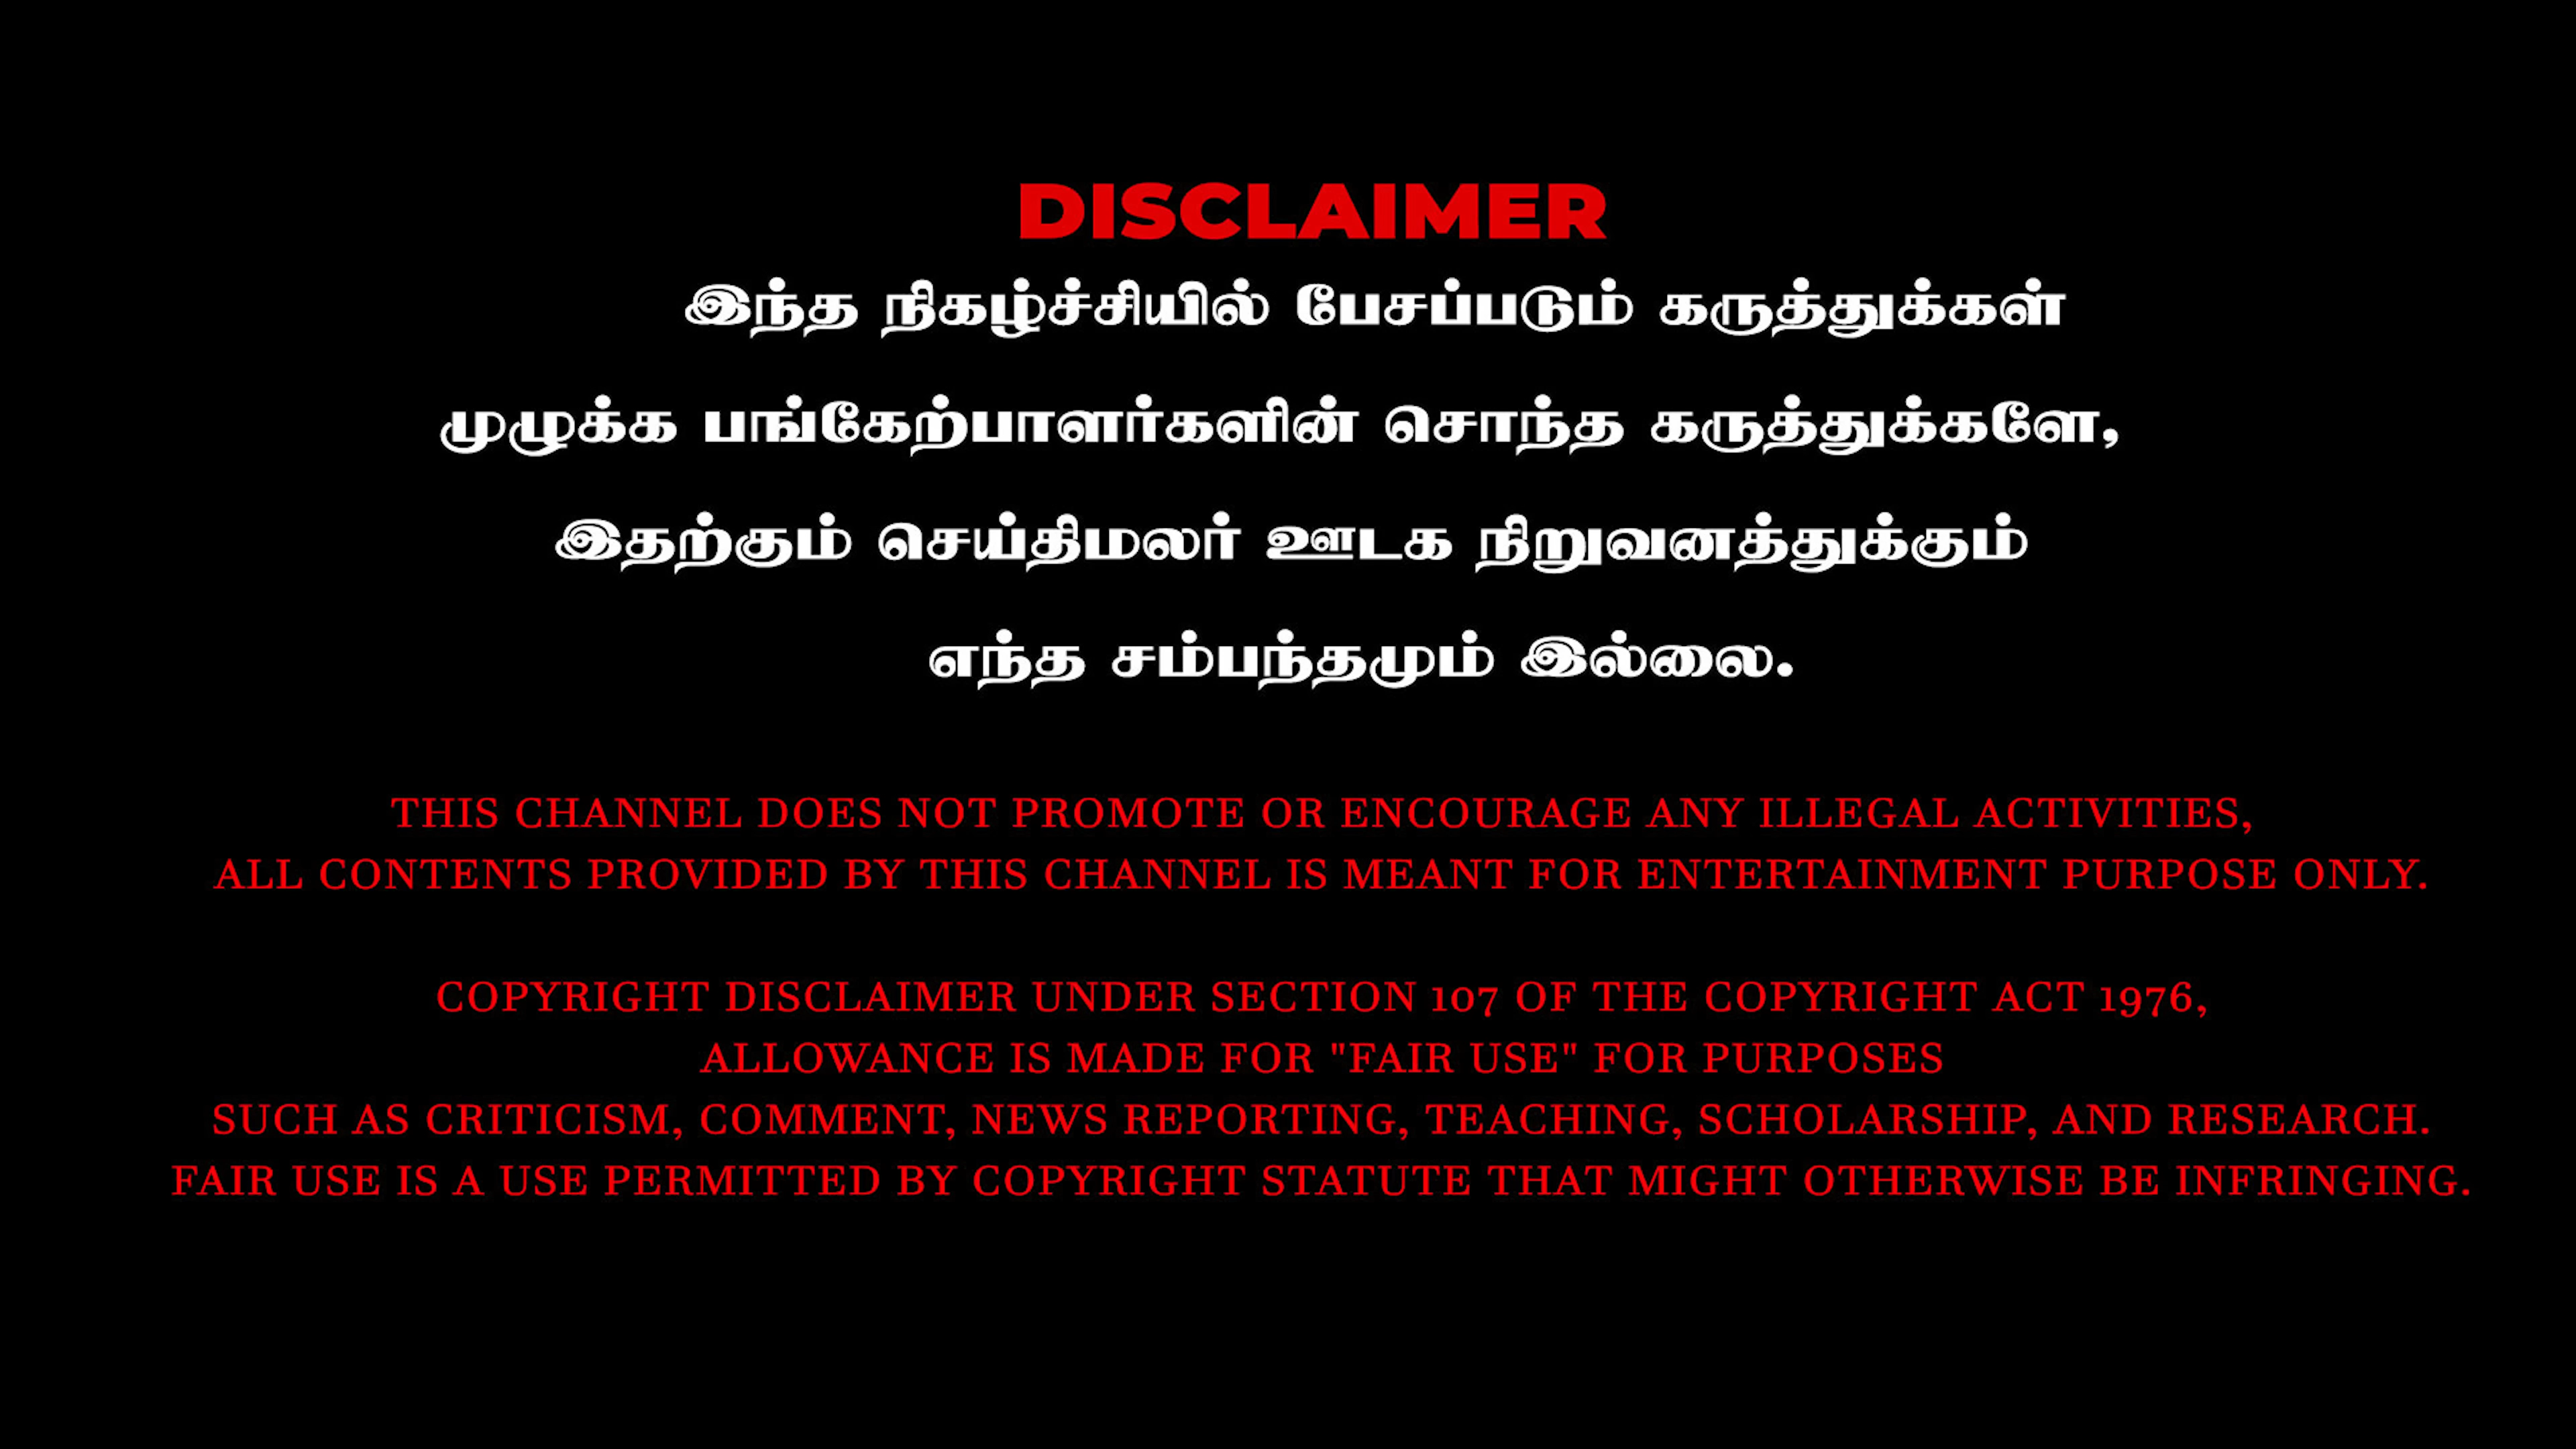 DISCLAIMER
இந்த நிகழ்ச்சியில் பேசப்படும் கருத்துக்கள்
முழுக்க பங்கேற்பாளர்களின் சொந்த கருத்துக்களே,
இதற்கும் செய்திமலர் ஊடக நிறுவனத்துக்கும்
எந்த சம்பந்தமும் இல்லை.
THIS CHANNEL DOES NOT PROMOTE OR ENCOURAGE ANY ILLEGAL ACTIVITIES,
ALL CONTENTS PROVIDED BY THIS CHANNEL IS MEANT FOR ENTERTAINMENT PURPOSE ONLY.
COPYRIGHT DISCLAIMER UNDER SECTION 107 OF THE COPYRIGHT ACT 1976,
ALLOWANCE IS MADE FOR "FAIR USE" FOR PURPOSES
SUCH AS CRITICISM, COMMENT, NEWS REPORTING, TEACHING, SCHOLARSHIP, AND RESEARCH.
FAIR USE IS A USE PERMITTED BY COPYRIGHT STATUTE THAT MIGHT OTHERWISE BE INFRINGING.